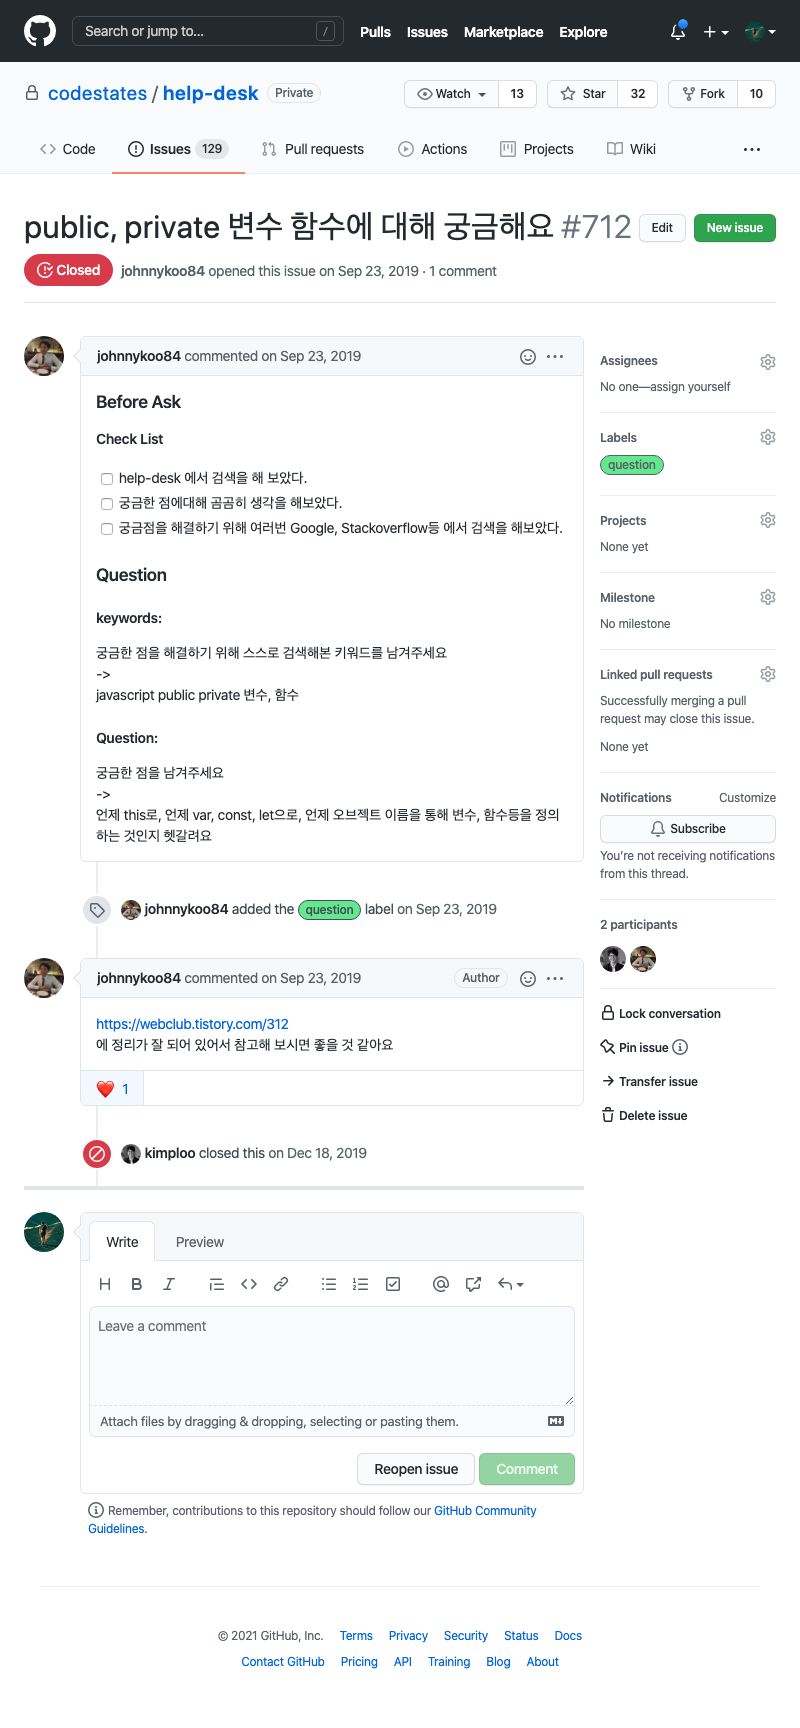 Search or jump to... /
Pulls Issues Marketplace Explore
codestates / help-desk Private
Watch 13 Star 32 Fork 10
Code Issues 129 Pull requests Actions Projects Wiki
public, private 변수 함수에 대해 궁금해요 #712
Edit New issue
Closed johnnykoo84 opened this issue on Sep 23, 2019 · 1 comment
johnnykoo84 commented on Sep 23, 2019
Before Ask
Check List
help-desk 에서 검색을 해 보았다.
궁금한 점에대해 곰곰히 생각을 해보았다.
궁금점을 해결하기 위해 여러번 Google, Stackoverflow등 에서 검색을 해보았다.
Question
keywords:
궁금한 점을 해결하기 위해 스스로 검색해본 키워드를 남겨주세요
->
javascript public private 변수, 함수
Question:
궁금한 점을 남겨주세요
->
언제 this로, 언제 var, const, let으로, 언제 오브젝트 이름을 통해 변수, 함수등을 정의
하는 것인지 헷갈려요
johnnykoo84 added the question label on Sep 23, 2019
johnnykoo84 commented on Sep 23, 2019 Author
https://webclub.tistory.com/312
에 정리가 잘 되어 있어서 참고해 보시면 좋을 것 같아요
❤️ 1
kimploo closed this on Dec 18, 2019
Write Preview
H B I
Leave a comment
Attach files by dragging & dropping, selecting or pasting them.
Reopen issue Comment
Remember, contributions to this repository should follow our GitHub Community
Guidelines.
Assignees
No one—assign yourself
Labels
question
Projects
None yet
Milestone
No milestone
Linked pull requests
Successfully merging a pull
request may close this issue.
None yet
Notifications Customize
Subscribe
You're not receiving notifications
from this thread.
2 participants
Lock conversation
Pin issue
Transfer issue
Delete issue
© 2021 GitHub, Inc. Terms Privacy Security Status Docs
Contact GitHub Pricing API Training Blog About